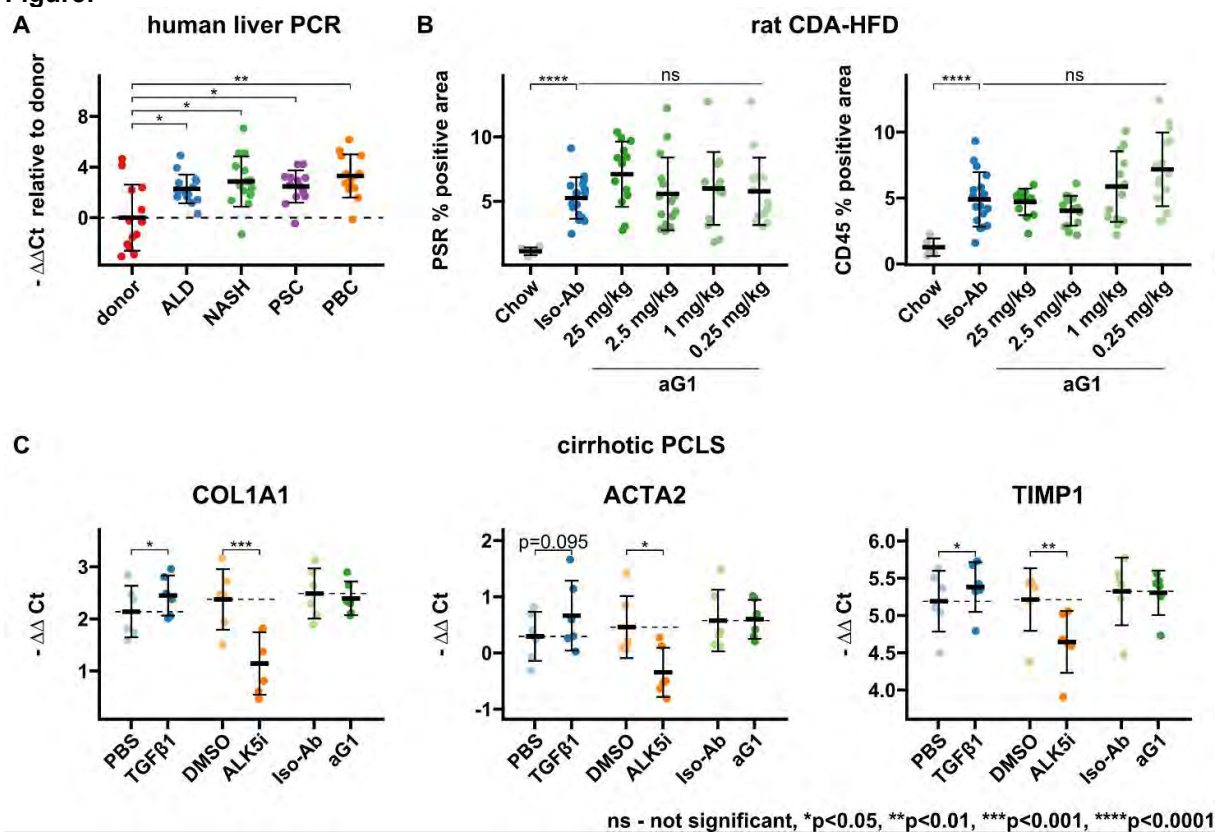 Figure.
A
human liver PCR
B
rat CDA-HFD
- ΔΔCt relative to donor
8
4
0
**
*
*
*
donor
ALD
NASH
PSC
PBC
PSR % positive area
10
5
****
ns
Chow
Iso-Ab
25 mg/kg
2.5 mg/kg
1 mg/kg
0.25 mg/kg
aG1
CD45 % positive area
10
5
0
****
ns
Chow
Iso-Ab
25 mg/kg
2.5 mg/kg
1 mg/kg
0.25 mg/kg
aG1
C
cirrhotic PCLS
COL1A1
- ΔΔ Ct
3
2
1
*
***
PBS
TGFβ1
DMSO
ALK5i
Iso-Ab
aG1
ACTA2
- ΔΔ Ct
2
1
0
-1
p=0.095
*
PBS
TGFβ1
DMSO
ALK5i
Iso-Ab
aG1
TIMP1
- ΔΔ Ct
6.0
5.5
5.0
4.5
4.0
*
**
PBS
TGFβ1
DMSO
ALK5i
Iso-Ab
aG1
ns - not significant, *p<0.05, **p<0.01, ***p<0.001, ****p<0.0001